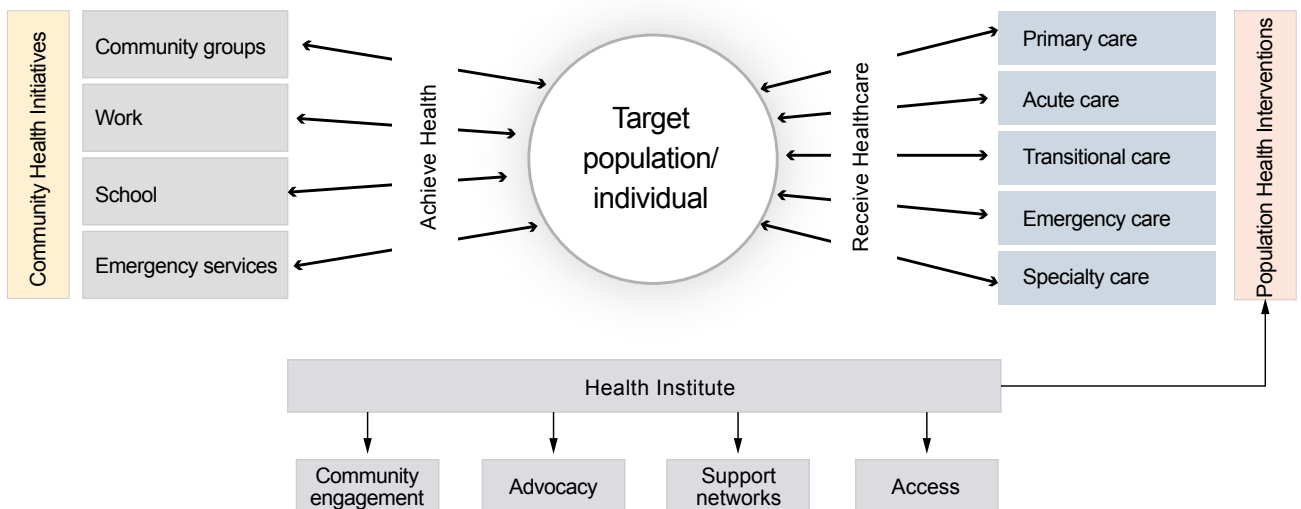 Community Health Initiatives
Community groups
Work
School
Emergency services
Achieve Health
Target
population/
individual
Receive Healthcare
Primary care
Acute care
Transitional care
Emergency care
Specialty care
Population Health Interventions
Health Institute
Community
engagement
Advocacy
Support
networks
Access